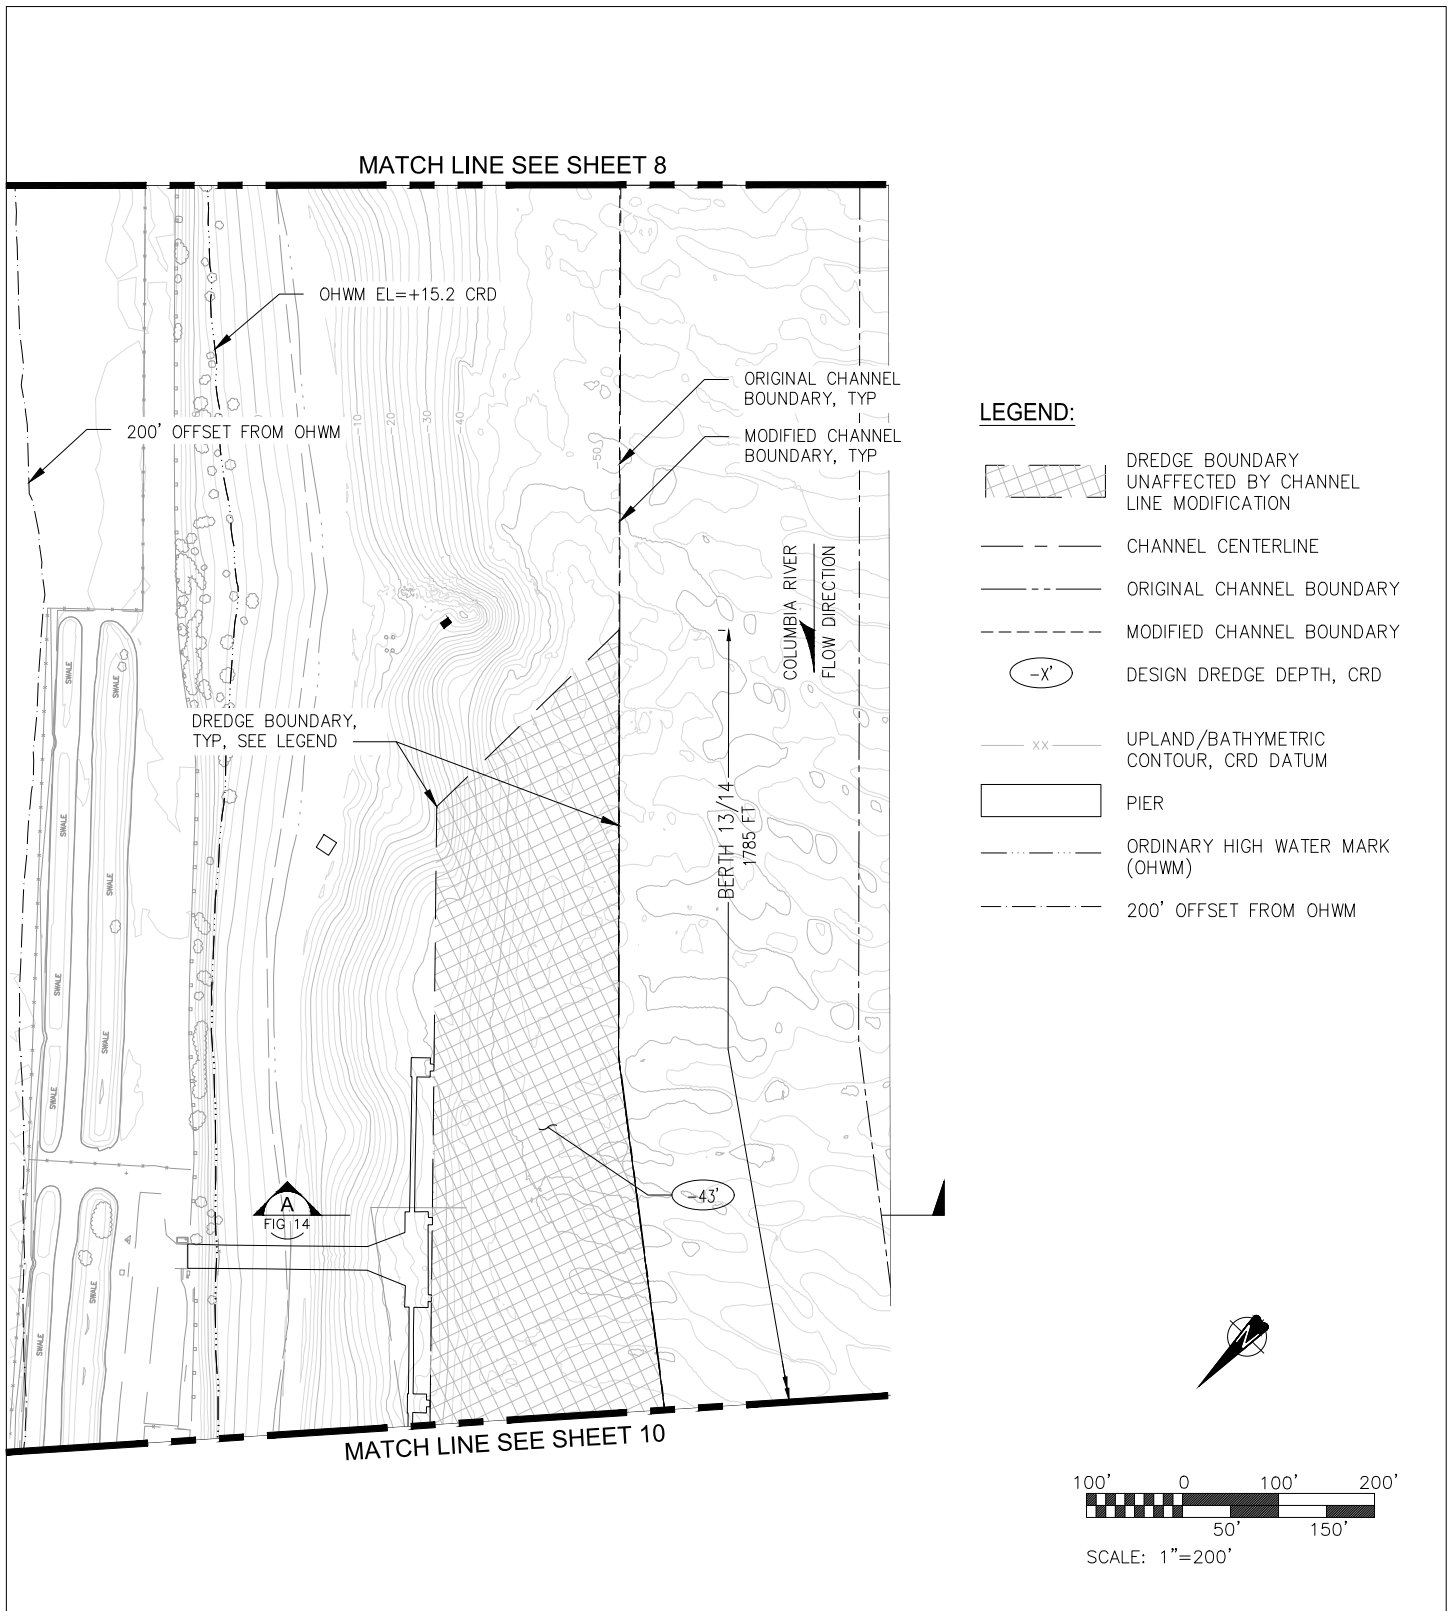 MATCH LINE SEE SHEET 8
OHWM EL=+15.2 CRD
200' OFFSET FROM OHWM
-10
-20
-30
-40
-50
ORIGINAL CHANNEL
BOUNDARY, TYP
MODIFIED CHANNEL
BOUNDARY, TYP
COLUMBIA RIVER
FLOW DIRECTION
DREDGE BOUNDARY,
TYP, SEE LEGEND
BERTH 13/14
1785 FT
SWALE
SWALE
SWALE
SWALE
SWALE
SWALE
SWALE
SWALE
SWALE
SWALE
-43'
A
FIG 14
MATCH LINE SEE SHEET 10
LEGEND:
DREDGE BOUNDARY
UNAFFECTED BY CHANNEL
LINE MODIFICATION
CHANNEL CENTERLINE
ORIGINAL CHANNEL BOUNDARY
MODIFIED CHANNEL BOUNDARY
-X'
DESIGN DREDGE DEPTH, CRD
XX
UPLAND/BATHYMETRIC
CONTOUR, CRD DATUM
PIER
ORDINARY HIGH WATER MARK
(OHWM)
200' OFFSET FROM OHWM
N
100' 0 100' 200'
50' 150'
SCALE: 1"=200'